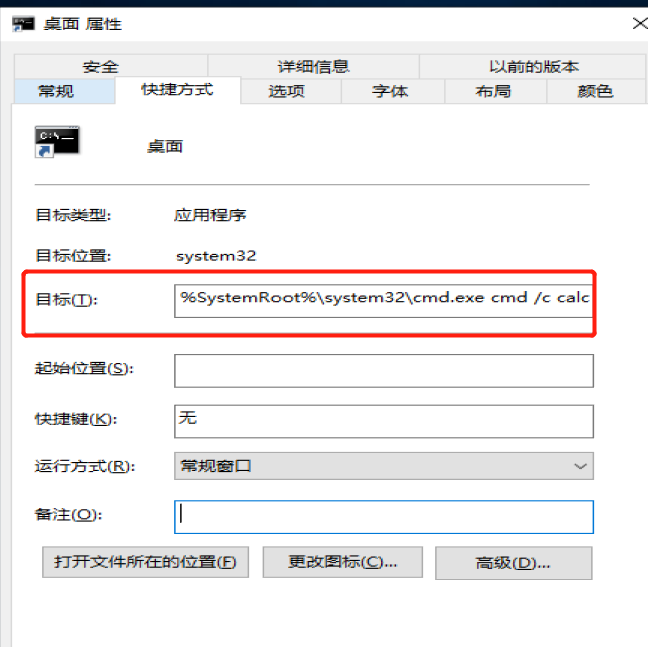 桌面 属性
安全 详细信息 以前的版本
常规 快捷方式 选项 字体 布局 颜色
C:\
桌面
目标类型: 应用程序
目标位置: system32
目标(T): %SystemRoot%\system32\cmd.exe cmd /c calc
起始位置(S):
快捷键(K): 无
运行方式(R): 常规窗口
备注(O):
打开文件所在的位置(F) 更改图标(C)... 高级(D)...